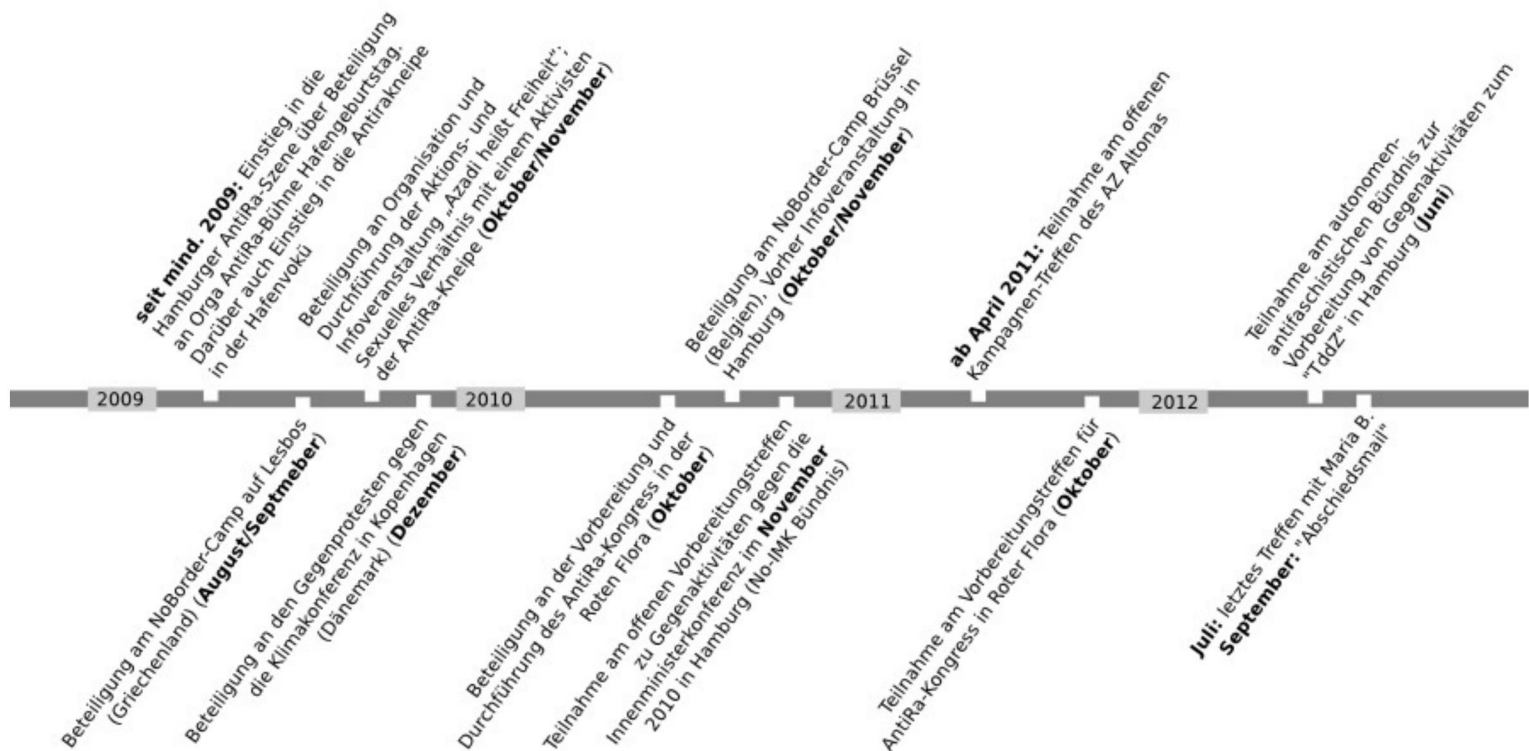 seit mind. 2009: Einstieg in die
Hamburger AntiRa-Szene über Beteiligung
an Orga AntiRa-Bühne Hafengeburtstag.
Darüber auch Einstieg in die Antirakneipe
in der Hafenvokü
Beteiligung an Organisation und
Durchführung der Aktions- und
Infoveranstaltung „Azadi heißt Freiheit“;
Sexuelles Verhältnis mit einem Aktivisten
der AntiRa-Kneipe (Oktober/November)
Beteiligung am NoBorder-Camp Brüssel
(Belgien), Vorher Infoveranstaltung in
Hamburg (Oktober/November)
ab April 2011: Teilnahme am offenen
Kampagnen-Treffen des AZ Altonas
Teilnahme am autonomen-
antifaschistischen Bündnis zur
Vorbereitung von Gegenaktivitäten zum
"TddZ" in Hamburg (Juni)
2009
2010
2011
2012
Beteiligung am NoBorder-Camp auf Lesbos
(Griechenland) (August/Septmeber)
Beteiligung an den Gegenprotesten gegen
die Klimakonferenz in Kopenhagen
(Dänemark) (Dezember)
Beteiligung an der Vorbereitung und
Durchführung des AntiRa-Kongress in der
Roten Flora (Oktober)
Teilnahme am offenen Vorbereitungstreffen
zu Gegenaktivitäten gegen die
Innenministerkonferenz im November
2010 in Hamburg (No-IMK Bündnis)
Teilnahme am Vorbereitungstreffen für
AntiRa-Kongress in Roter Flora (Oktober)
Juli: letztes Treffen mit Maria B.
September: "Abschiedsmail"